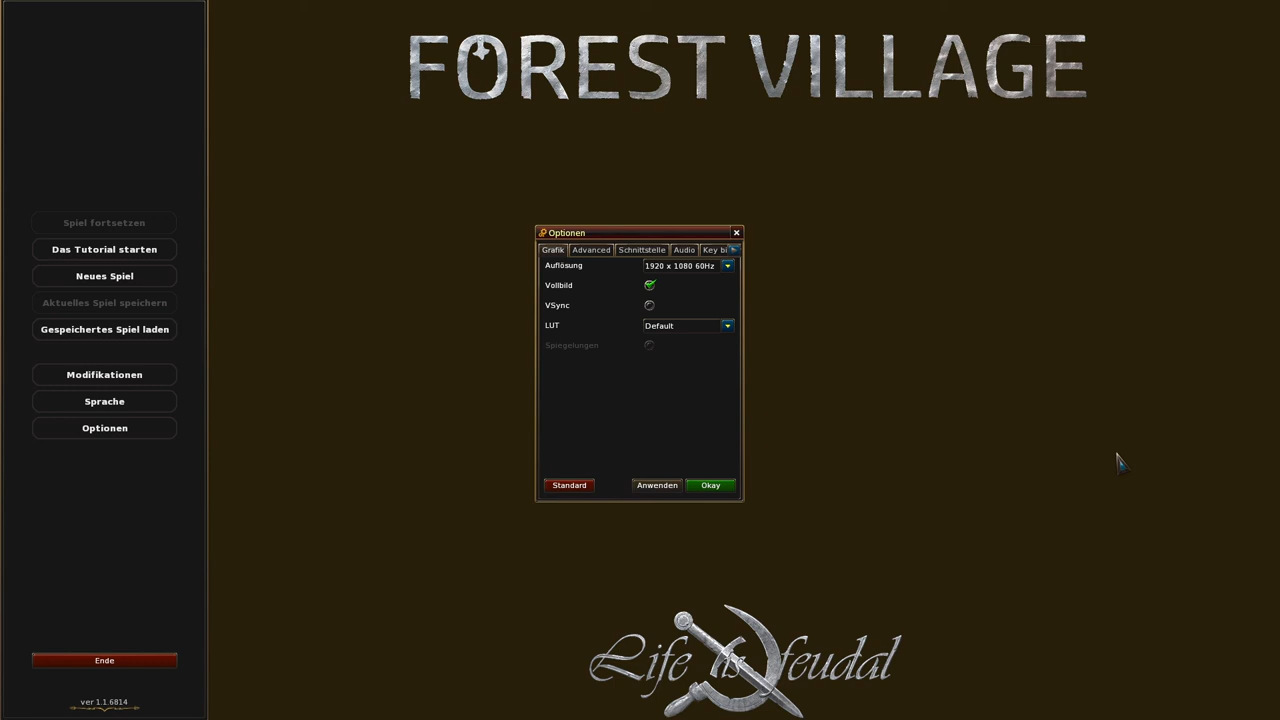 FOREST VILLAGE
Spiel fortsetzen
Das Tutorial starten
Neues Spiel
Aktuelles Spiel speichern
Gespeichertes Spiel laden
Modifikationen
Sprache
Optionen
Ende
ver 1.1.6814
Optionen
Grafik Advanced Schnittstelle Audio Key bi
Auflösung 1920 x 1080 60Hz
Vollbild
VSync
LUT Default
Spiegelungen
Standard Anwenden Okay
Life is feudal